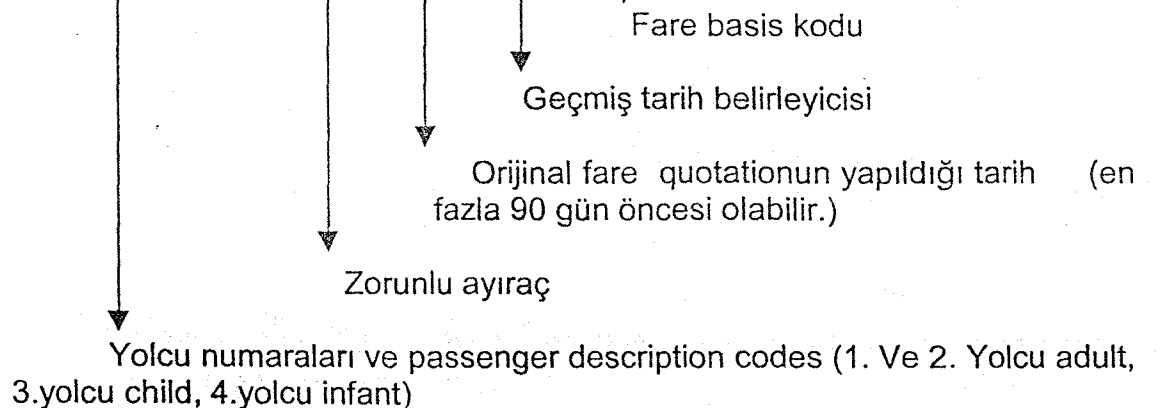 Fare basis kodu
Geçmiş tarih belirleyicisi
Orijinal fare quotationun yapıldığı tarih (en
fazla 90 gün öncesi olabilir.)
Zorunlu ayıraç
Yolcu numaraları ve passenger description codes (1. Ve 2. Yolcu adult,
3.yolcu child, 4.yolcu infant)